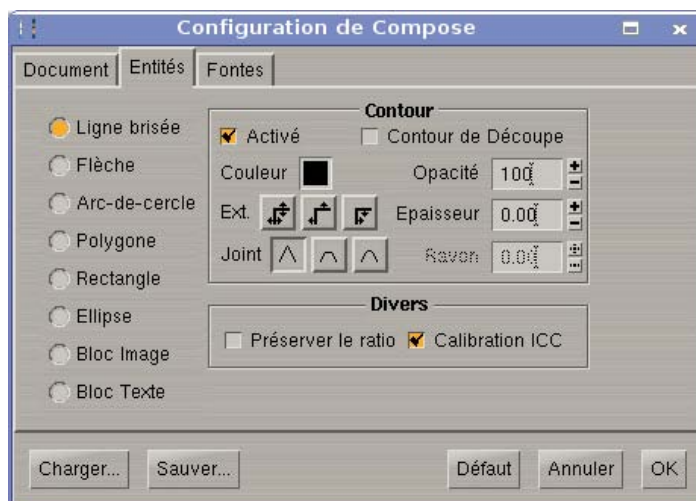 Configuration de Compose
Document Entités Fontes
Ligne brisée
Flèche
Arc-de-cercle
Polygone
Rectangle
Ellipse
Bloc Image
Bloc Texte
Contour
Activé Contour de Découpe
Couleur Opacité 100
Ext. Epaisseur 0.00
Joint Rayon 0.00
Divers
Préserver le ratio Calibration ICC
Charger... Sauver... Défaut Annuler OK